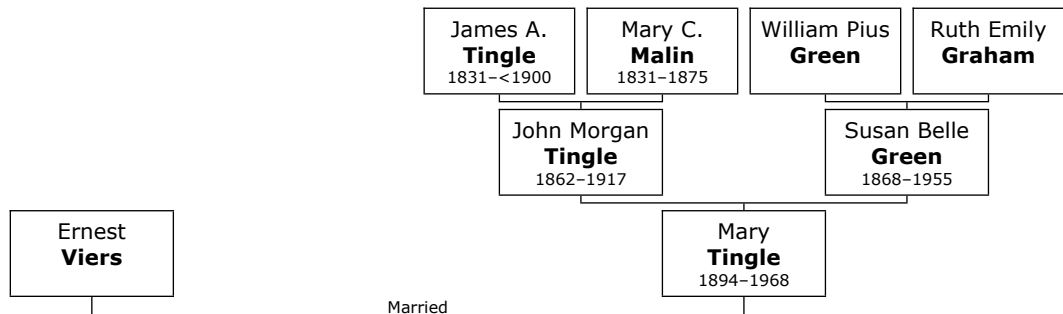 James A.
Tingle
1831–<1900
Mary C.
Malin
1831–1875
William Pius
Green
Ruth Emily
Graham
John Morgan
Tingle
1862–1917
Susan Belle
Green
1868–1955
Ernest
Viers
Mary
Tingle
1894–1968
Married